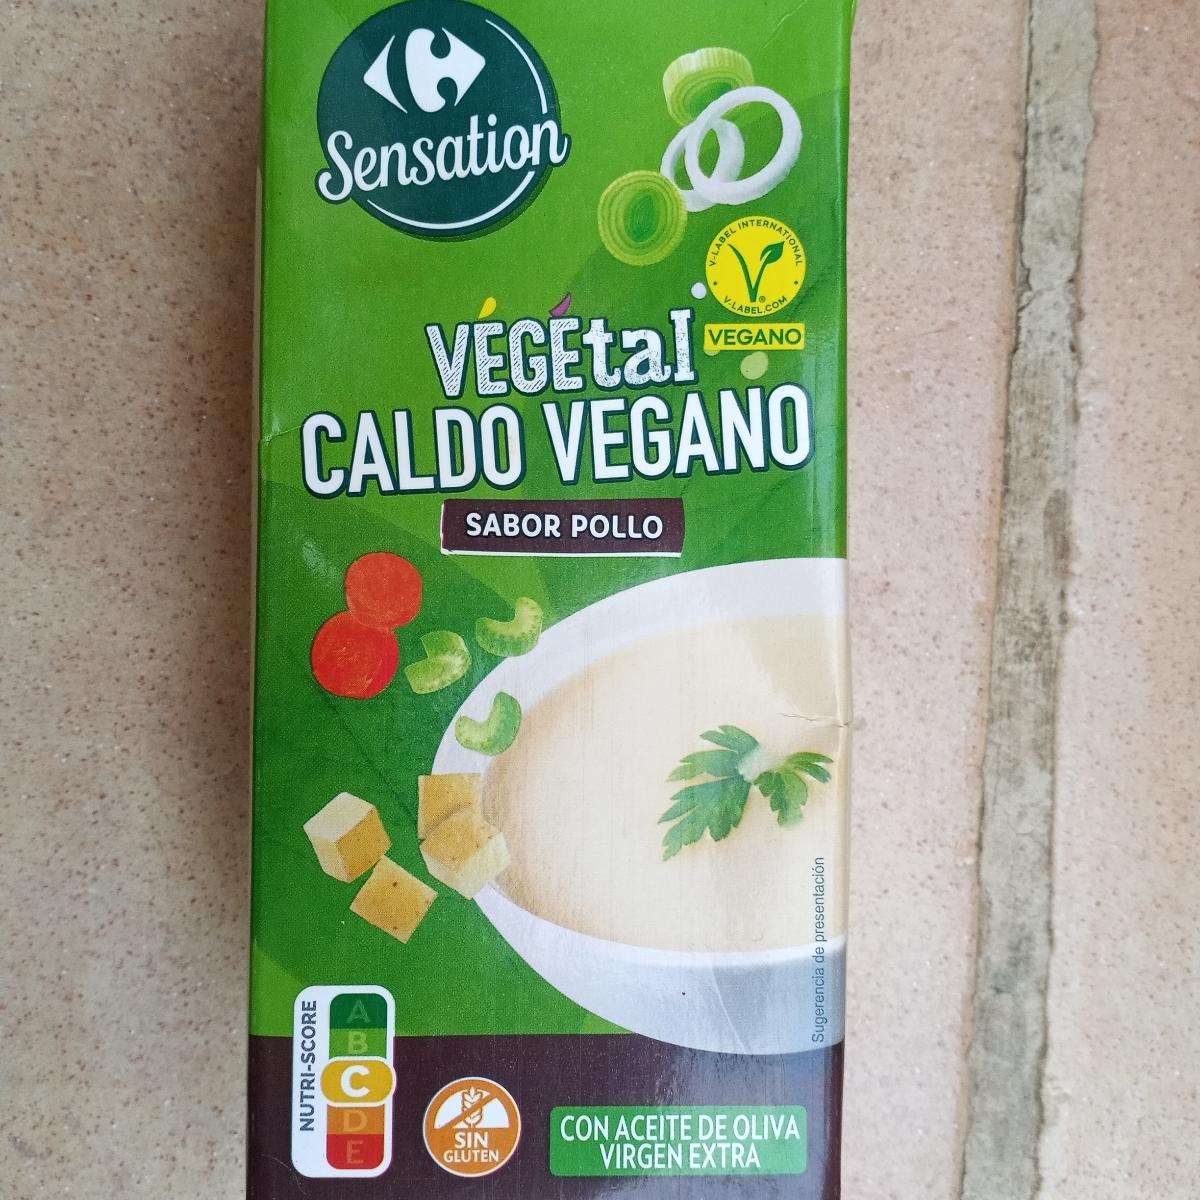 Sensation
V-LABEL INTERNATIONAL
V-LABEL.COM
VEGANO
VÉGÉtal
CALDO VEGANO
SABOR POLLO
Sugerencia de presentación
NUTRI-SCORE
A
B
C
D
E
SIN
GLUTEN
CON ACEITE DE OLIVA
VIRGEN EXTRA